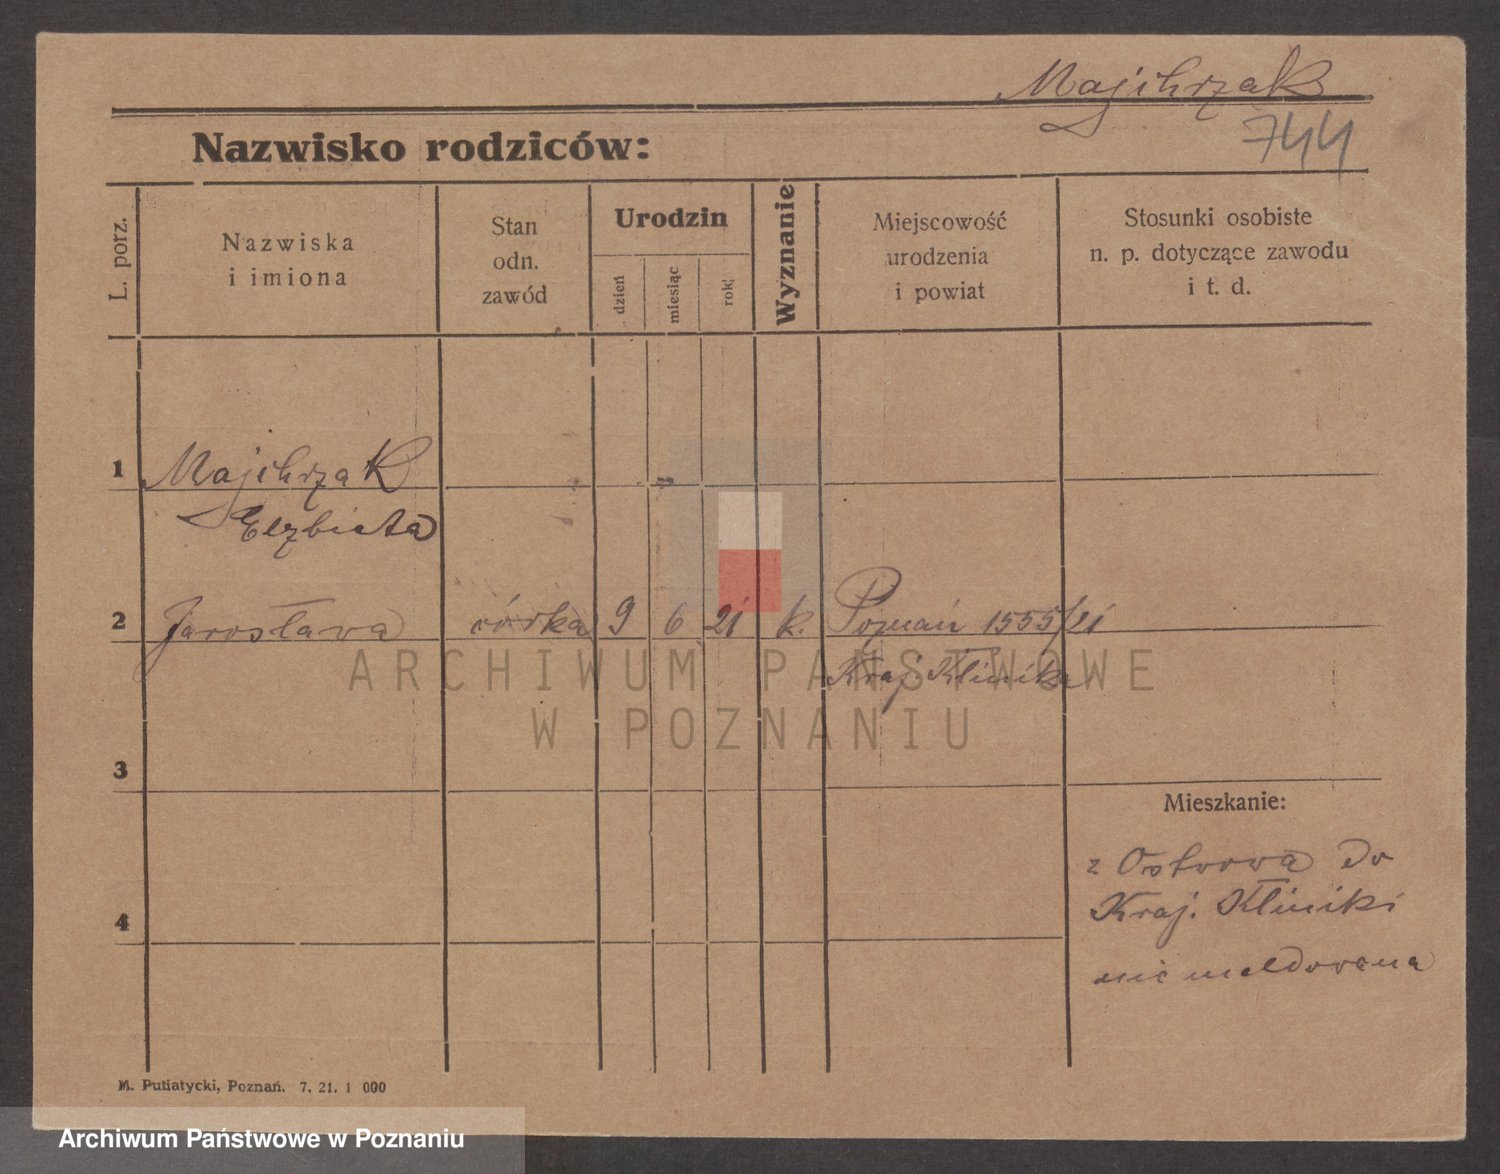 Majchrzak
744
Nazwisko rodziców:
L. porz.
Nazwiska
i imiona
Stan
odn.
zawód
Urodzin
dzień
miesiąc
rok
Wyznanie
Miejscowość
urodzenia
i powiat
Stosunki osobiste
n. p. dotyczące zawodu
i t. d.
1 Majchrzak
Elzbieta
2 Jarosława córka 9 6 21 k. Poznań 1555/21
Kraj. Klinika
3
Mieszkanie:
z Ostrowa do
Kraj. Kliniki
4
nie meldowana
M. Putiatycki, Poznań. 7. 21. 1 000
ARCHIWUM PAŃSTWOWE
W POZNANIU
Archiwum Państwowe w Poznaniu